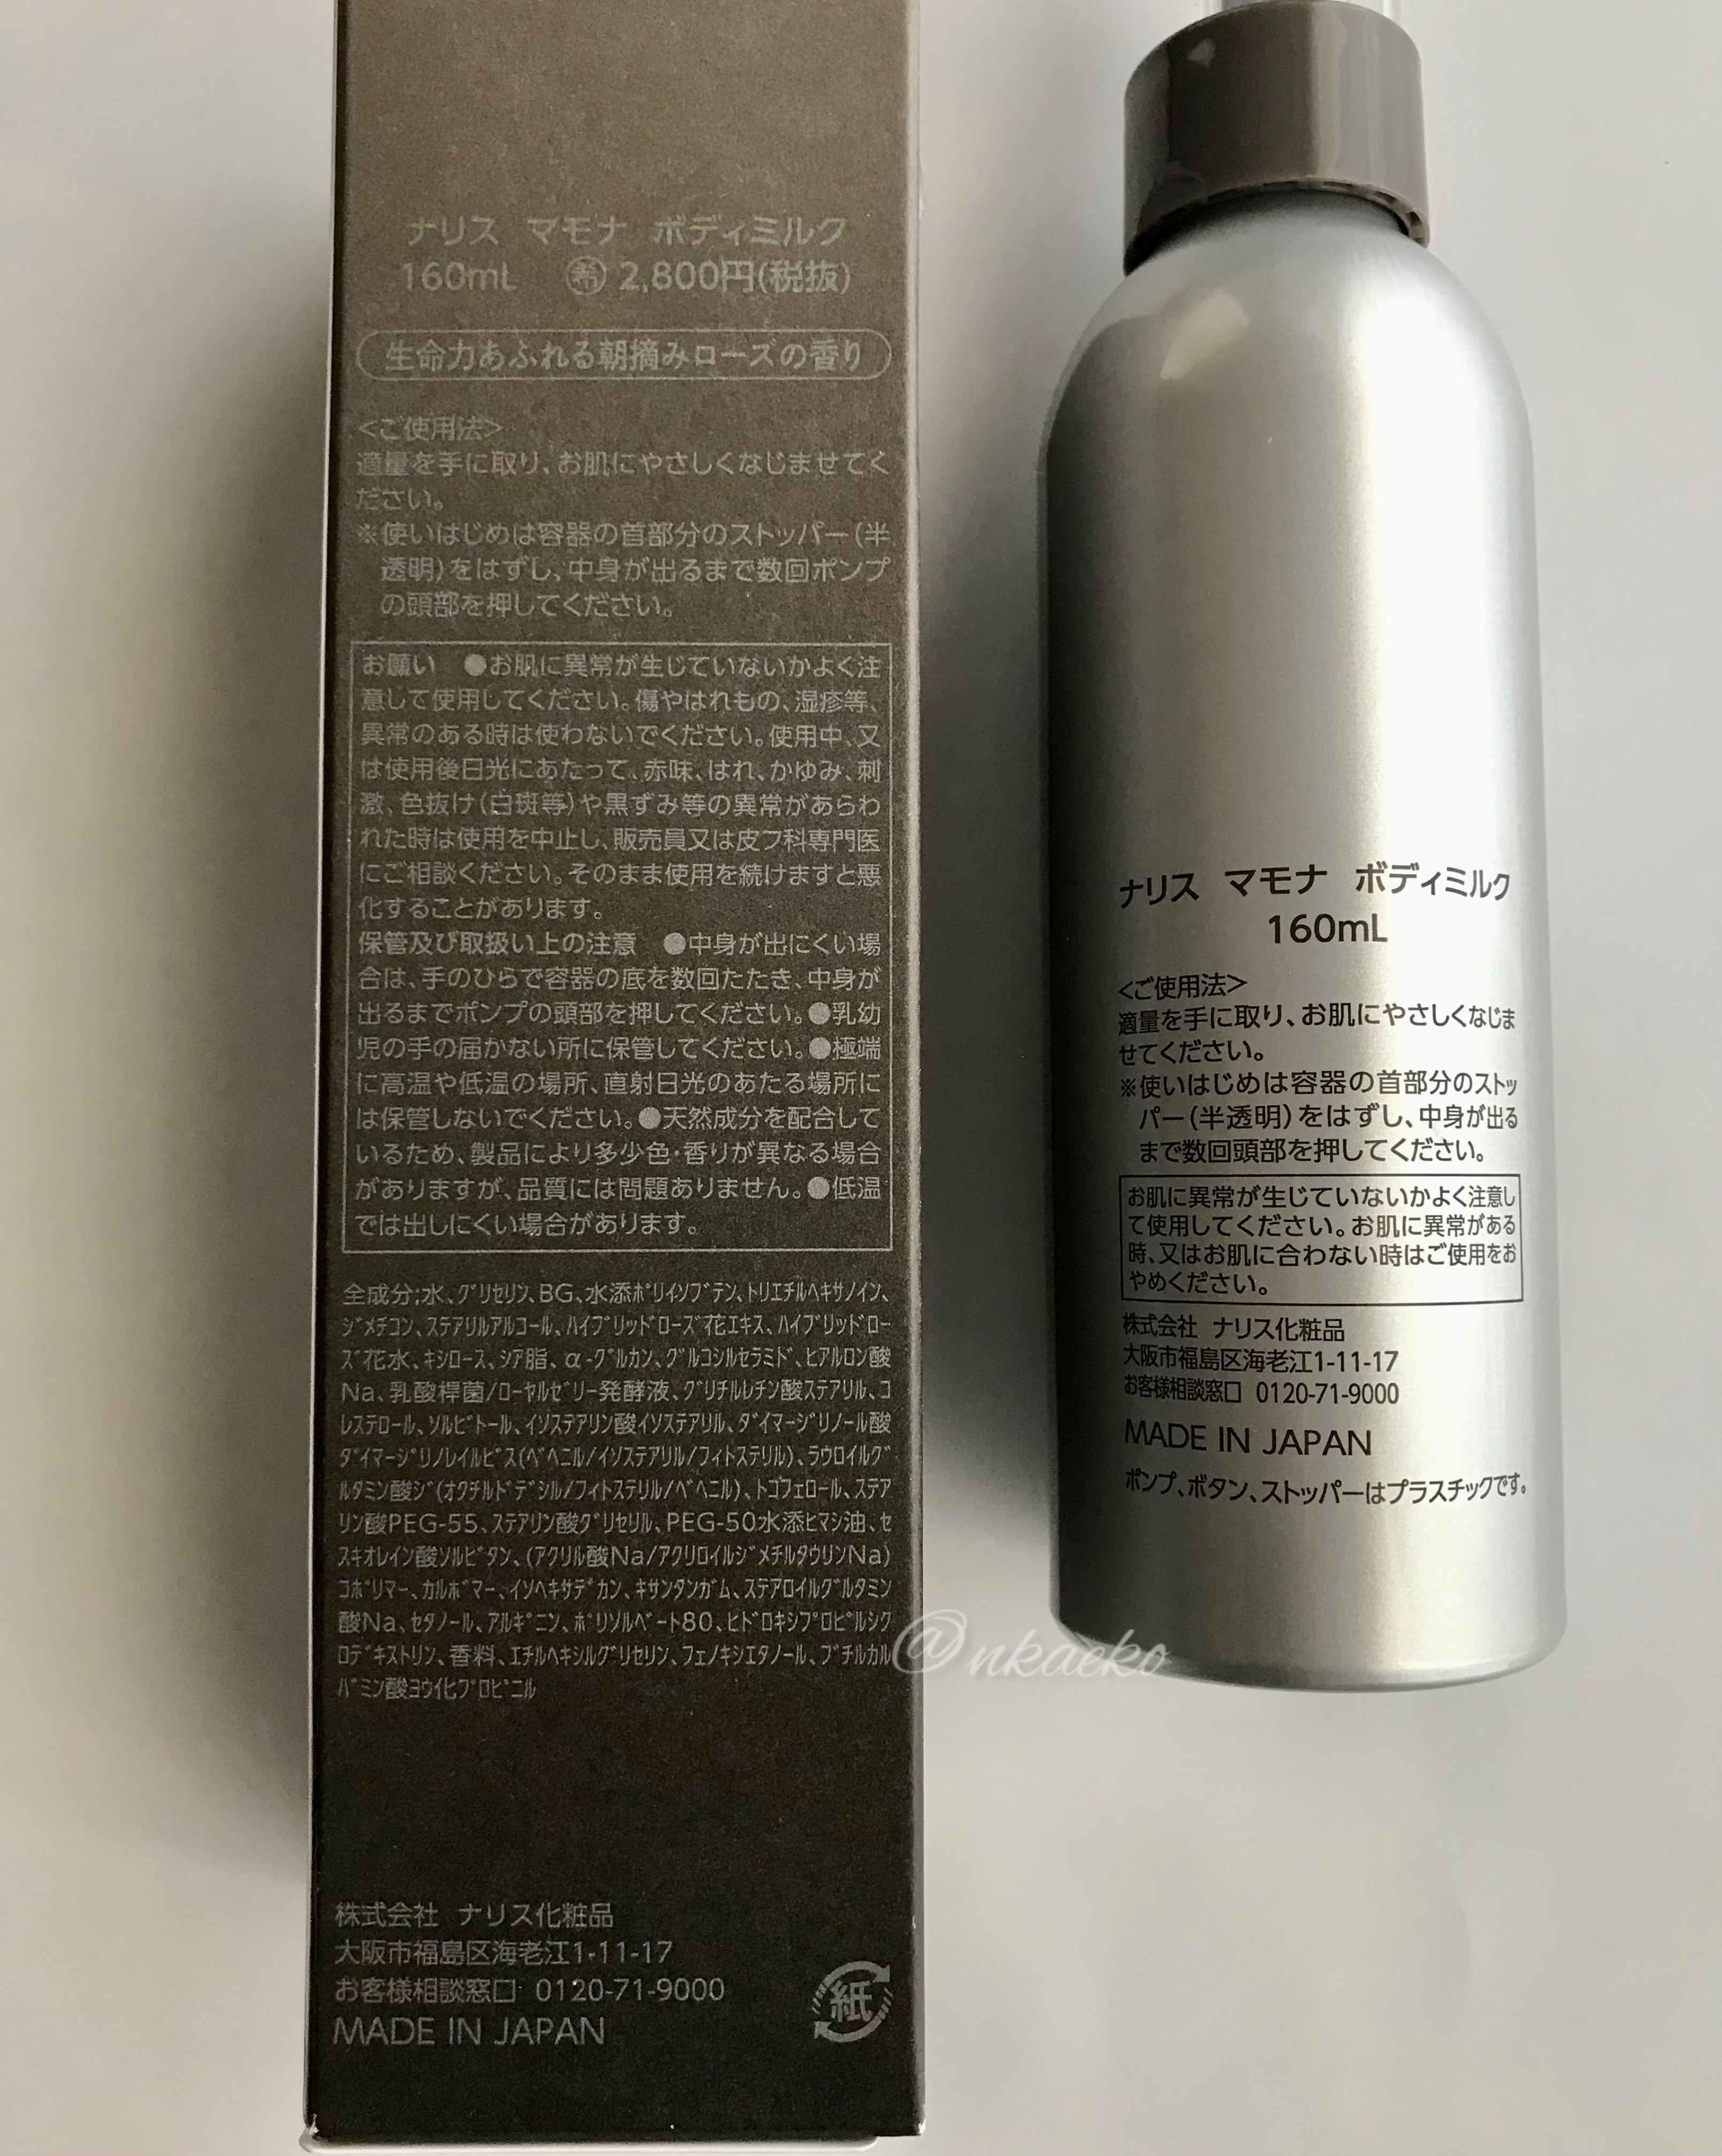 ナリス　マモナ　ボディミルク
160mL　㊒2,800円(税抜)
生命力あふれる朝摘みローズの香り
<ご使用法>
適量を手に取り、お肌にやさしくなじませてく
ださい。
※使いはじめは容器の首部分のストッパー(半
透明)をはずし、中身が出るまで数回ポンプ
の頭部を押してください。
お願い　●お肌に異常が生じていないかよく注
意して使用してください。傷やはれもの、湿疹等、
異常のある時は使わないでください。使用中、又
は使用後日光にあたって、赤味、はれ、かゆみ、刺
激、色抜け(白斑等)や黒ずみ等の異常があらわ
れた時は使用を中止し、販売員又は皮フ科専門医
にご相談ください。そのまま使用を続けますと悪
化することがあります。
保管及び取扱い上の注意　●中身が出にくい場
合は、手のひらで容器の底を数回たたき、中身が
出るまでポンプの頭部を押してください。●乳幼
児の手の届かない所に保管してください。●極端
に高温や低温の場所、直射日光のあたる場所に
は保管しないでください。●天然成分を配合して
いるため、製品により多少色・香りが異なる場合
がありますが、品質には問題ありません。●低温
では出しにくい場合があります。
全成分;水、ｸﾞﾘｾﾘﾝ、BG、水添ﾎﾟﾘｲｿﾌﾞﾃﾝ、ﾄﾘｴﾁﾙﾍｷｻﾉｲﾝ、
ｼﾞﾒﾁｺﾝ、ｽﾃｱﾘﾙｱﾙｺｰﾙ、ﾊｲﾌﾞﾘｯﾄﾞﾛｰｽﾞ花ｴｷｽ、ﾊｲﾌﾞﾘｯﾄﾞﾛｰ
ｽﾞ花水、ｷｼﾛｰｽ、ｼｱ脂、α-ｸﾞﾙｶﾝ、ｸﾞﾙｺｼﾙｾﾗﾐﾄﾞ、ﾋｱﾙﾛﾝ酸
Na、乳酸桿菌/ﾛｰﾔﾙｾﾞﾘｰ発酵液、ｸﾞﾘﾁﾙﾚﾁﾝ酸ｽﾃｱﾘﾙ、ｺ
ﾚｽﾃﾛｰﾙ、ｿﾙﾋﾞﾄｰﾙ、ｲｿｽﾃｱﾘﾝ酸ｲｿｽﾃｱﾘﾙ、ﾀﾞｲﾏｰｼﾞﾘﾉｰﾙ酸
ﾀﾞｲﾏｰｼﾞﾘﾉﾚｲﾙﾋﾞｽ(ﾍﾞﾍﾆﾙ/ｲｿｽﾃｱﾘﾙ/ﾌｨﾄｽﾃﾘﾙ)、ﾗｳﾛｲﾙｸﾞ
ﾙﾀﾐﾝ酸ｼﾞ(ｵｸﾁﾙﾄﾞﾃﾞｼﾙ/ﾌｨﾄｽﾃﾘﾙ/ﾍﾞﾍﾆﾙ)、ﾄｺﾌｪﾛｰﾙ、ｽﾃｱ
ﾘﾝ酸PEG-55、ｽﾃｱﾘﾝ酸ｸﾞﾘｾﾘﾙ、PEG-50水添ﾋﾏｼ油、ｾ
ｽｷｵﾚｲﾝ酸ｿﾙﾋﾞﾀﾝ、(ｱｸﾘﾙ酸Na/ｱｸﾘﾛｲﾙｼﾞﾒﾁﾙﾀｳﾘﾝNa)
ｺﾎﾟﾘﾏｰ、ｶﾙﾎﾞﾏｰ、ｲｿﾍｷｻﾃﾞｶﾝ、ｷｻﾝﾀﾝｶﾞﾑ、ｽﾃｱﾛｲﾙｸﾞﾙﾀﾐﾝ
酸Na、ｾﾀﾉｰﾙ、ｱﾙｷﾞﾆﾝ、ﾎﾟﾘｿﾙﾍﾞｰﾄ80、ﾋﾄﾞﾛｷｼﾌﾟﾛﾋﾟﾙｼｸ
ﾛﾃﾞｷｽﾄﾘﾝ、香料、ｴﾁﾙﾍｷｼﾙｸﾞﾘｾﾘﾝ、ﾌｪﾉｷｼｴﾀﾉｰﾙ、ﾌﾞﾁﾙｶﾙ
ﾊﾞﾐﾝ酸ﾖｳ化ﾌﾟﾛﾋﾟﾆﾙ
株式会社　ナリス化粧品
大阪市福島区海老江1-11-17
お客様相談窓口　0120-71-9000
MADE IN JAPAN
紙
ナリス　マモナ　ボディミルク
160mL
<ご使用法>
適量を手に取り、お肌にやさしくなじま
せてください。
※使いはじめは容器の首部分のストッ
パー(半透明)をはずし、中身が出る
まで数回頭部を押してください。
お肌に異常が生じていないかよく注意し
て使用してください。お肌に異常がある
時、又はお肌に合わない時はご使用をお
やめください。
株式会社　ナリス化粧品
大阪市福島区海老江1-11-17
お客様相談窓口　0120-71-9000
MADE IN JAPAN
ポンプ、ボタン、ストッパーはプラスチックです。
@nkaeko